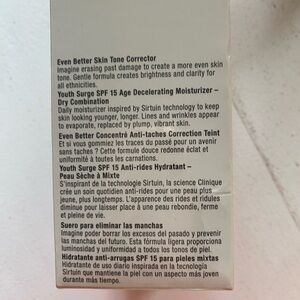 Even Better Skin Tone Corrector
Imagine erasing past damage to create a more even skin
tone. Gentle formula creates brightness and clarity for
all ethnicities.
Youth Surge SPF 15 Age Decelerating Moisturizer –
Dry Combination
Daily moisturizer inspired by Sirtuin technology to keep
skin looking younger, longer. Lines and wrinkles appear
to evaporate, replaced by plump, vibrant skin.
Even Better Concentré Anti-taches Correction Teint
Et si vous gommiez les traces du passé pour un avenir
sans taches ? Cette formule douce redonne éclat et
uniformité à toutes les peaux.
Youth Surge SPF 15 Anti-rides Hydratant –
Peau Sèche à Mixte
S'inspirant de la technologie Sirtuin, la science Clinique
crée un soin quotidien anti-rides pour une peau plus
jeune, plus longtemps. L'apparence des rides et ridules
diminue pour laisser place à une peau rebondie, ferme
et pleine de vie.
Suero para eliminar las manchas
Imagine poder borrar los excesos del pasado y prevenir
las manchas del futuro. Esta fórmula ligera proporciona
luminosidad y uniformidad a todos los tonos de piel.
Hidratante anti-arrugas SPF 15 para pieles mixtas
Hidratante de uso diario inspirada en la tecnología
Sirtuin que mantiene la piel con un aspecto más joven
durante más tiempo.